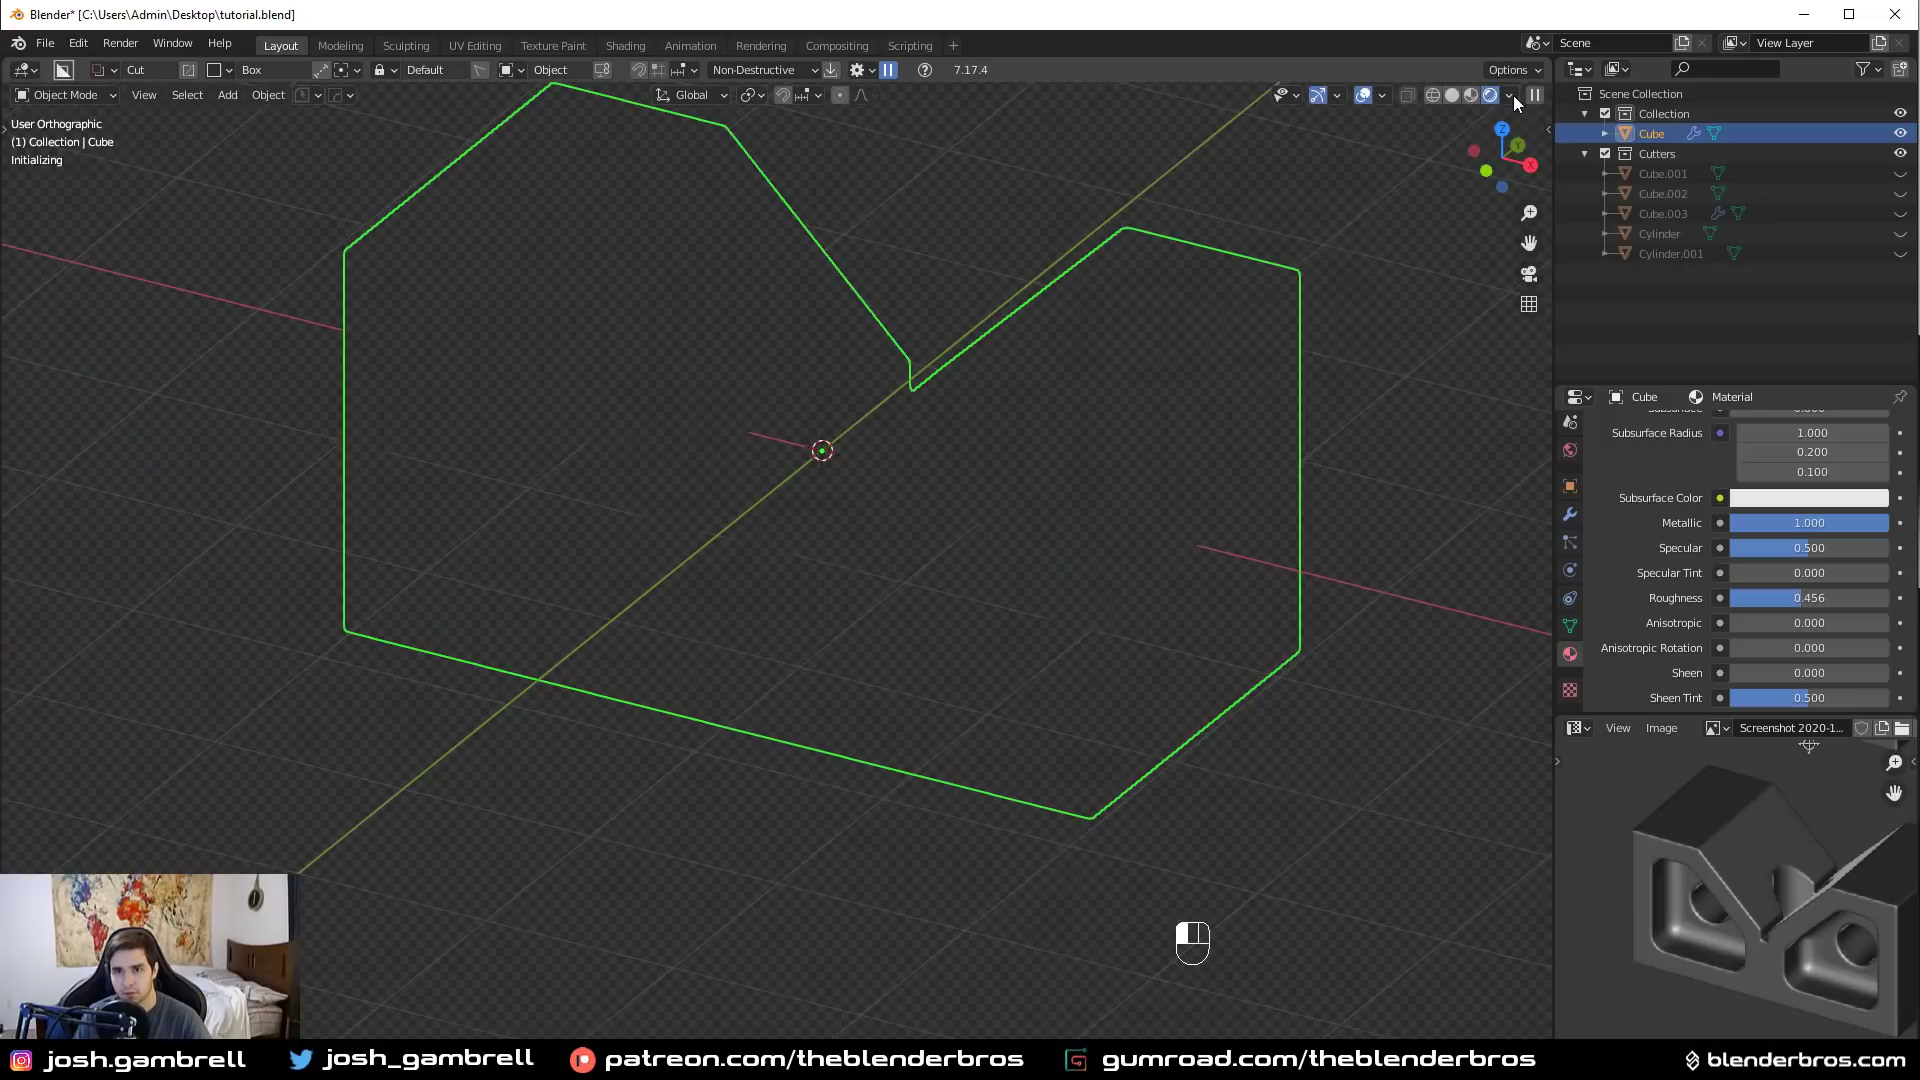 Blender* [C:\Users\Admin\Desktop\tutorial.blend]
File Edit Render Window Help
Layout Modeling Sculpting UV Editing Texture Paint Shading Animation Rendering Compositing Scripting +
Scene
View Layer
Cut Box Default Object Non-Destructive 7.17.4
Options
Object Mode View Select Add Object Global
User Orthographic
(1) Collection | Cube
Initializing
Z
Y
X
Scene Collection
Collection
Cube
Cutters
Cube.001
Cube.002
Cube.003
Cylinder
Cylinder.001
Cube Material
Subsurface Radius 1.000
0.200
0.100
Subsurface Color
Metallic 1.000
Specular 0.500
Specular Tint 0.000
Roughness 0.456
Anisotropic 0.000
Anisotropic Rotation 0.000
Sheen 0.000
Sheen Tint 0.500
View Image Screenshot 2020-1...
josh.gambrell josh_gambrell patreon.com/theblenderbros gumroad.com/theblenderbros blenderbros.com